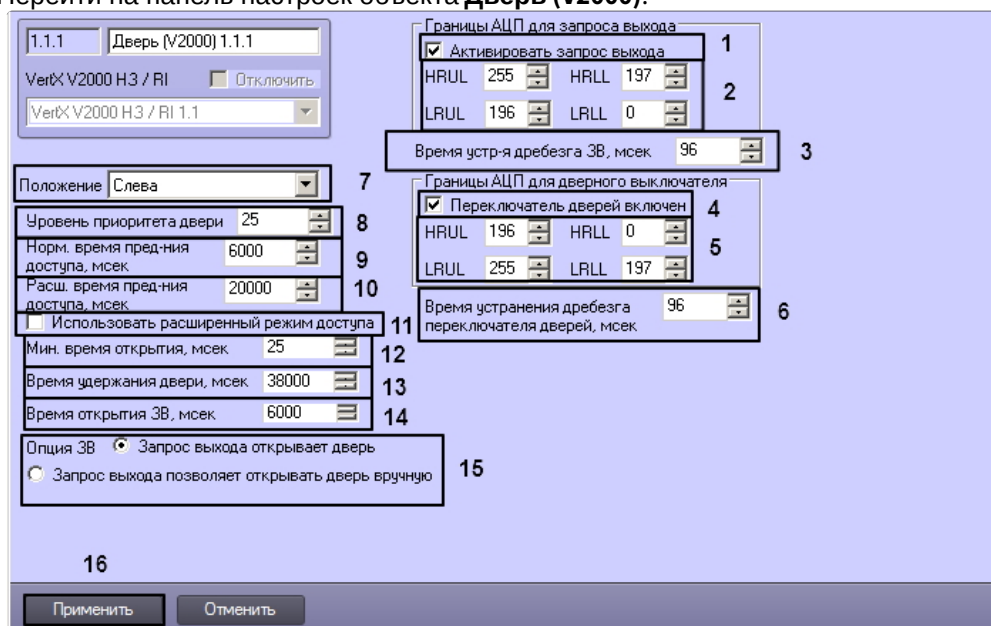 Перейти на панель настроек объекта Дверь (V2000).
1.1.1 Дверь (V2000) 1.1.1
VertX V2000 H3 / RI Отключить
VertX V2000 H3 / RI 1.1
Положение Слева 7
Уровень приоритета двери 25 8
Норм. время пред-ния
доступа, мсек 6000 9
Расш. время пред-ния
доступа, мсек 20000 10
Использовать расширенный режим доступа 11
Мин. время открытия, мсек 25 12
Время удержания двери, мсек 38000 13
Время открытия ЗВ, мсек 6000 14
Опция ЗВ Запрос выхода открывает дверь
Запрос выхода позволяет открывать дверь вручную 15
Границы АЦП для запроса выхода
Активировать запрос выхода 1
HRUL 255 HRLL 197
LRUL 196 LRLL 0 2
Время устр-я дребезга ЗВ, мсек 96 3
Границы АЦП для дверного выключателя
Переключатель дверей включен 4
HRUL 196 HRLL 0
LRUL 255 LRLL 197 5
Время устранения дребезга
переключателя дверей, мсек 96 6
16
Применить Отменить